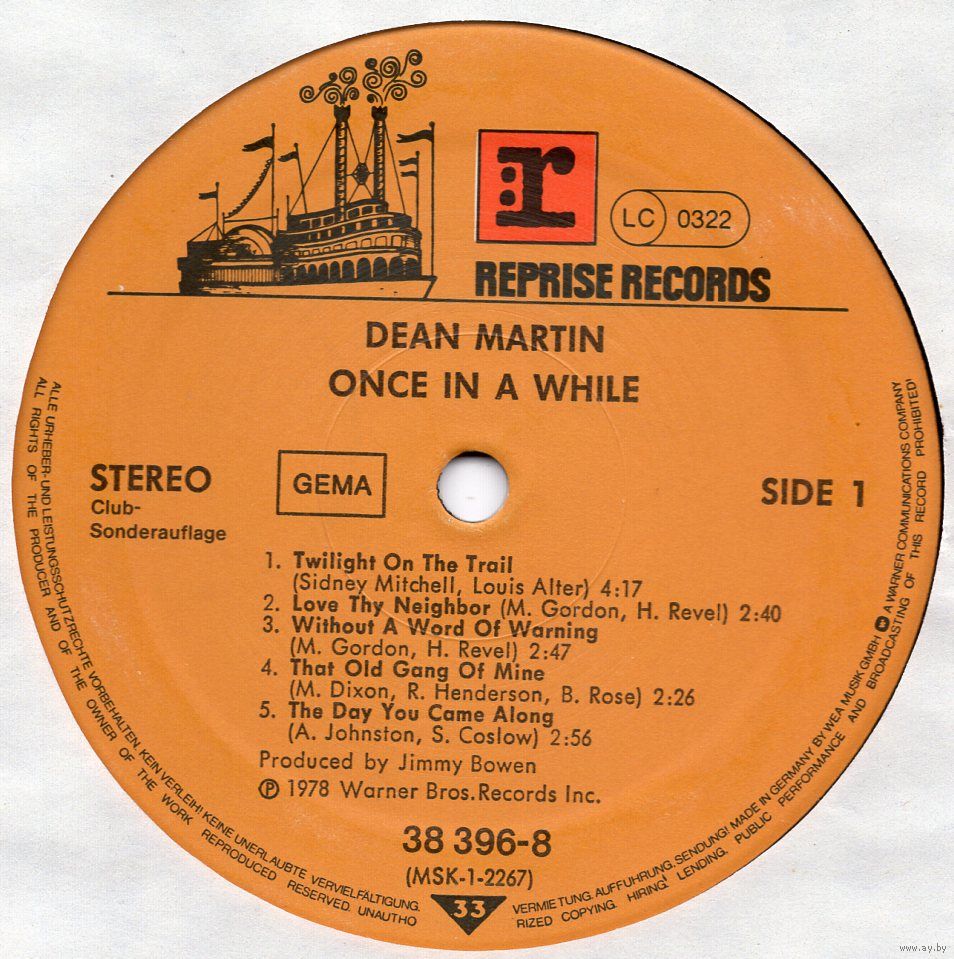 r
LC 0322
REPRISE RECORDS
DEAN MARTIN
ONCE IN A WHILE
STEREO
Club-
Sonderauflage
GEMA
SIDE 1
1. Twilight On The Trail
(Sidney Mitchell, Louis Alter) 4:17
2. Love Thy Neighbor (M. Gordon, H. Revel) 2:40
3. Without A Word Of Warning
(M. Gordon, H. Revel) 2:47
4. That Old Gang Of Mine
(M. Dixon, R. Henderson, B. Rose) 2:26
5. The Day You Came Along
(A. Johnston, S. Coslow) 2:56
Produced by Jimmy Bowen
℗ 1978 Warner Bros. Records Inc.
38 396-8
(MSK-1-2267)
33
ALLE URHEBER- UND LEISTUNGSSCHUTZRECHTE VORBEHALTEN KEIN VERLEIH! KEINE UNERLAUBTE VERVIELFÄLTIGUNG. VERMIETUNG. AUFFUHRUNG. SENDUNG! MADE IN GERMANY BY WEA MUSIK GMBH A WARNER COMMUNICATIONS COMPANY
ALL RIGHTS OF THE PRODUCER AND OF THE OWNER OF THE WORK REPRODUCED RESERVED. UNAUTHO RIZED COPYING. HIRING. LENDING. PUBLIC PERFORMANCE AND BROADCASTING OF THIS RECORD PROHIBITED!
www.ay.by